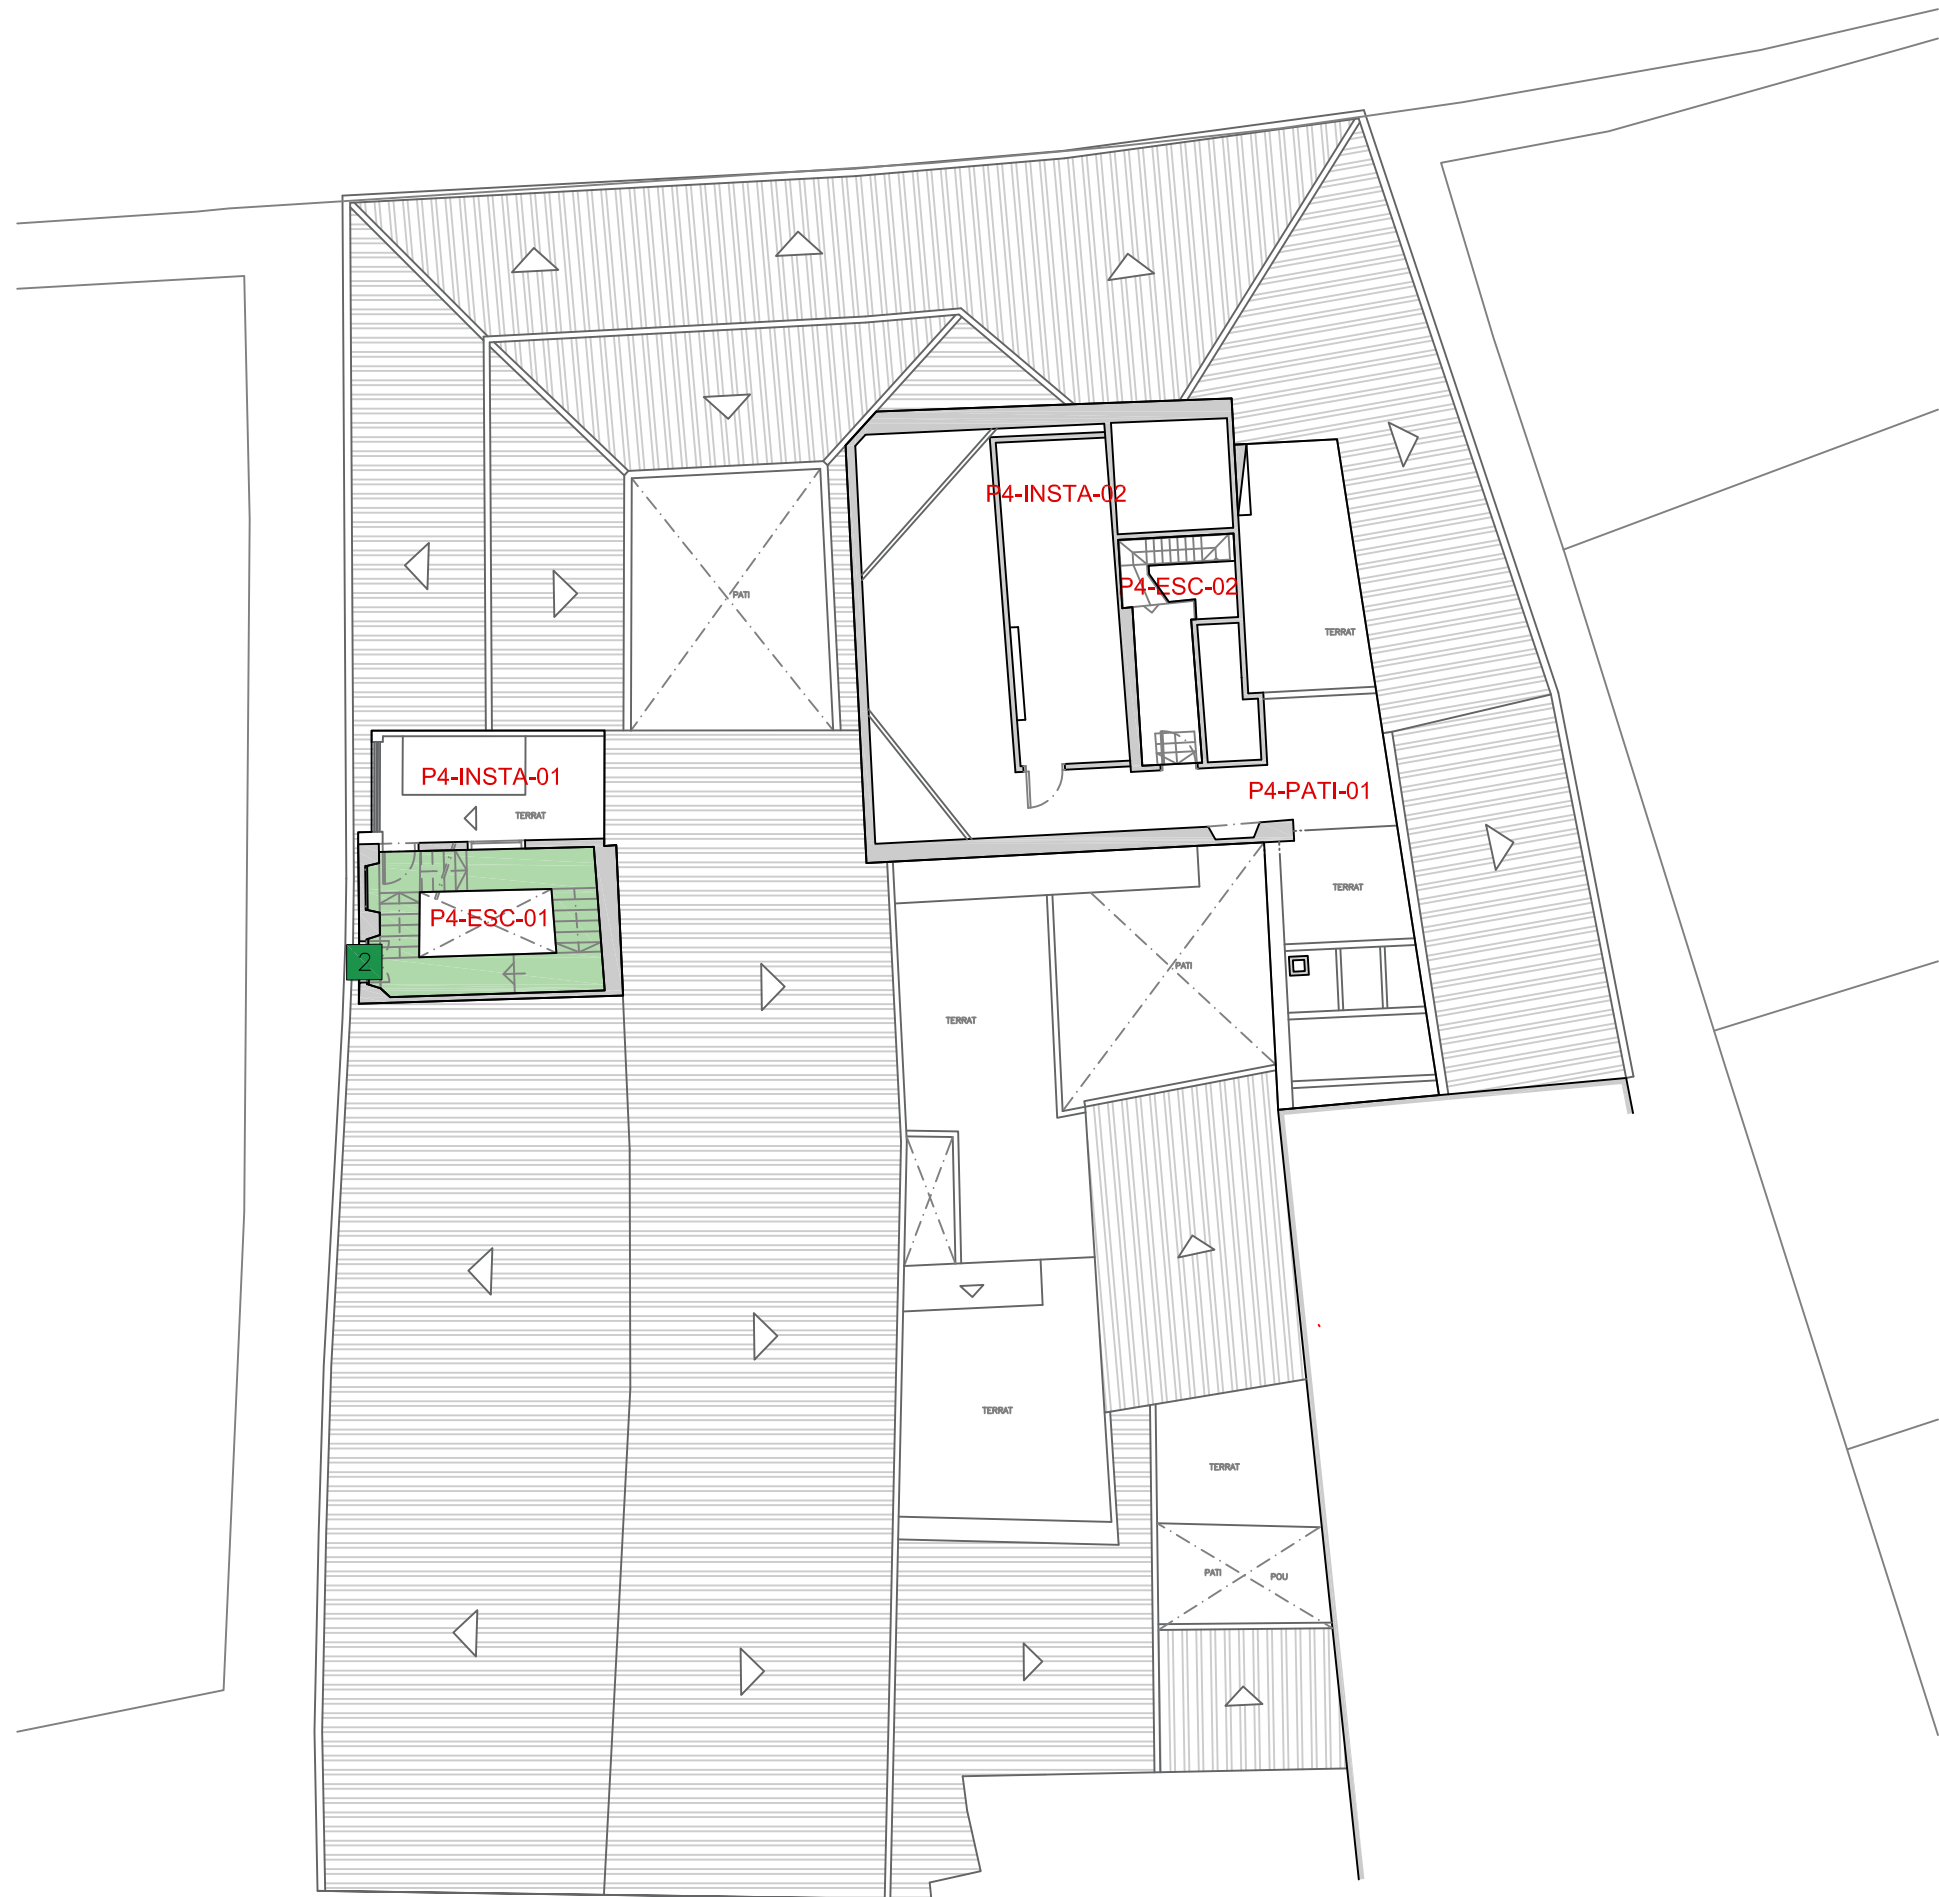 P4-INSTA-02
P4-ESC-02
PATI
TERRAT
P4-INSTA-01
TERRAT
P4-PATI-01
P4-ESC-01
2
TERRAT
PATI
TERRAT
TERRAT
TERRAT
PATI
POU